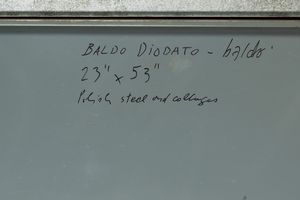 BALDO DIODATO - baldo
23" x 53"
Polish steel and collages